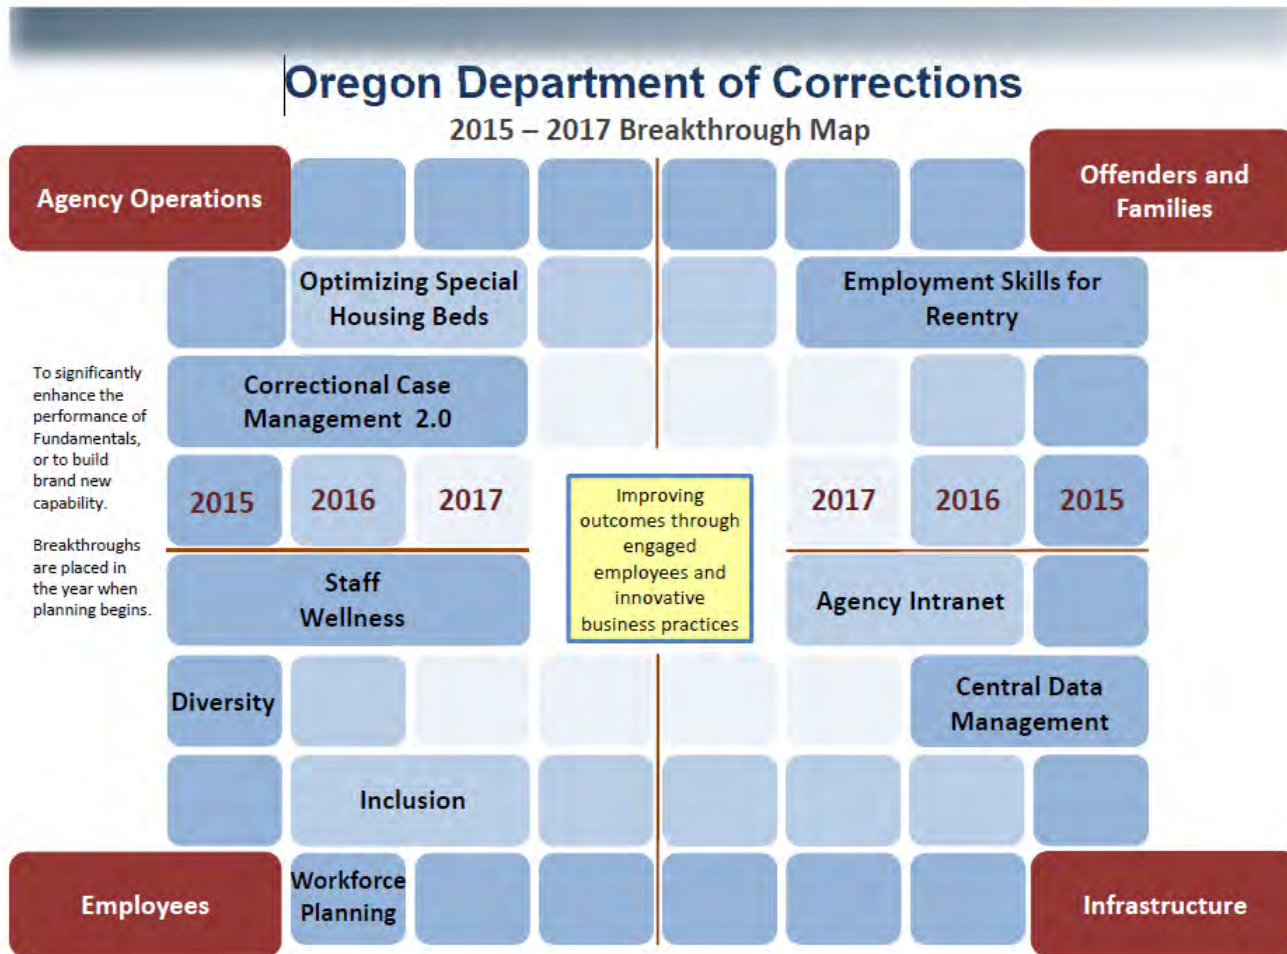 Oregon Department of Corrections
2015 – 2017 Breakthrough Map
Agency Operations
Offenders and
Families
Optimizing Special
Housing Beds
Employment Skills for
Reentry
To significantly
enhance the
performance of
Fundamentals,
or to build
brand new
capability.
Breakthroughs
are placed in
the year when
planning begins.
Correctional Case
Management 2.0
2015
2016
2017
Improving
outcomes through
engaged
employees and
innovative
business practices
2017
2016
2015
Staff
Wellness
Agency Intranet
Diversity
Central Data
Management
Inclusion
Employees
Workforce
Planning
Infrastructure